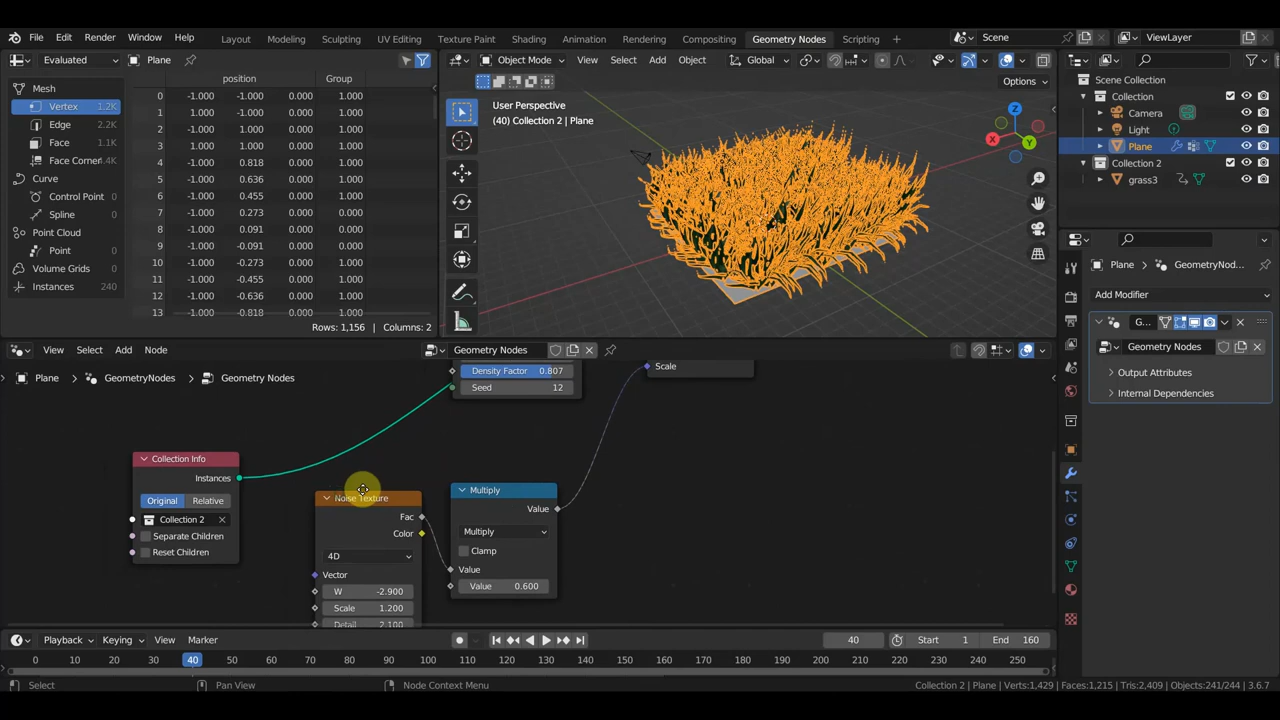 File Edit Render Window Help Layout Modeling Sculpting UV Editing Texture Paint Shading Animation Rendering Compositing Geometry Nodes Scripting Scene ViewLayer
Evaluated Plane Object Mode View Select Add Object Global
Options
Mesh
Vertex 1.2K
Edge 2.2K
Face 1.1K
Face Corner
Curve
Control Point 0
Spline 0
Point Cloud
Point 0
Volume Grids 0
Instances 240
position Group
0 -1.000 -1.000 0.000 1.000
1 1.000 -1.000 0.000 1.000
2 -1.000 1.000 0.000 1.000
3 1.000 1.000 0.000 1.000
4 -1.000 0.818 0.000 1.000
5 -1.000 0.636 0.000 1.000
6 -1.000 0.455 0.000 1.000
7 -1.000 0.273 0.000 1.000
8 -1.000 0.091 0.000 1.000
9 -1.000 -0.091 0.000 1.000
10 -1.000 -0.273 0.000 1.000
11 -1.000 -0.455 0.000 1.000
12 -1.000 -0.636 0.000 1.000
13 -1.000 -0.818 0.000 1.000
Rows: 1,156 | Columns: 2
User Perspective
(40) Collection 2 | Plane
Z
X
Y
Scene Collection
Collection
Camera
Light
Plane
Collection 2
grass3
Plane GeometryNod...
Add Modifier
G...
Geometry Nodes
Output Attributes
Internal Dependencies
View Select Add Node Geometry Nodes
Plane GeometryNodes Geometry Nodes
Density Factor 0.807
Seed 12
Scale
Collection Info
Instances
Original Relative
Collection 2
Separate Children
Reset Children
Noise Texture
Fac
Color
4D
Vector
W -2.900
Scale 1.200
Detail 2.100
Multiply
Value
Multiply
Clamp
Value
Value 0.600
Playback Keying View Marker 40 Start 1 End 160
0 10 20 30 40 50 60 70 80 90 100 110 120 130 140 150 160 170 180 190 200 210 220 230 240 250
Select Pan View Node Context Menu Collection 2 | Plane | Verts:1,429 | Faces:1,215 | Tris:2,409 | Objects:241/244 | 3.6.7